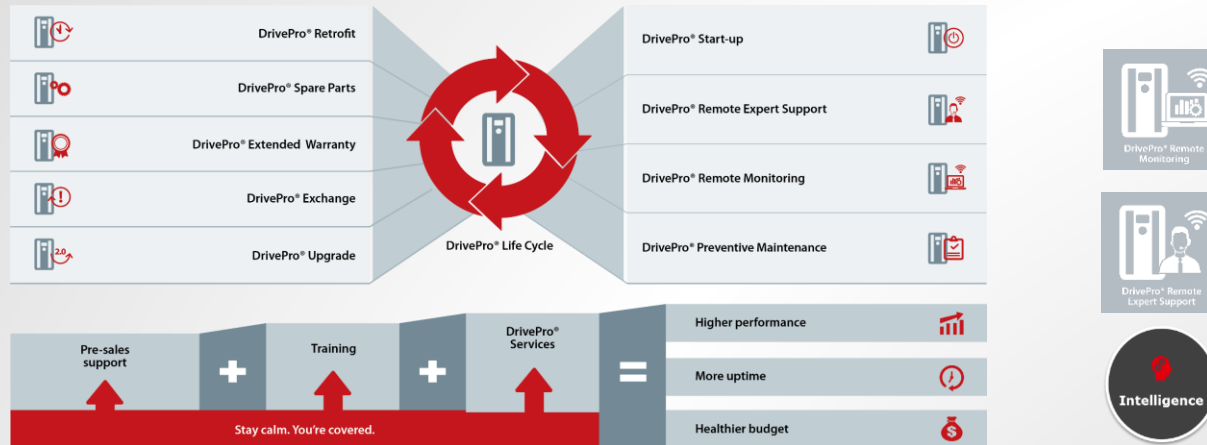 DrivePro® Retrofit
DrivePro® Spare Parts
DrivePro® Extended Warranty
DrivePro® Exchange
2.0
DrivePro® Upgrade
DrivePro® Life Cycle
DrivePro® Start-up
DrivePro® Remote Expert Support
DrivePro® Remote Monitoring
DrivePro® Preventive Maintenance
Pre-sales
support
+
Training
+
DrivePro®
Services
=
Stay calm. You're covered.
Higher performance
More uptime
Healthier budget
DrivePro® Remote
Monitoring
DrivePro® Remote
Expert Support
Intelligence